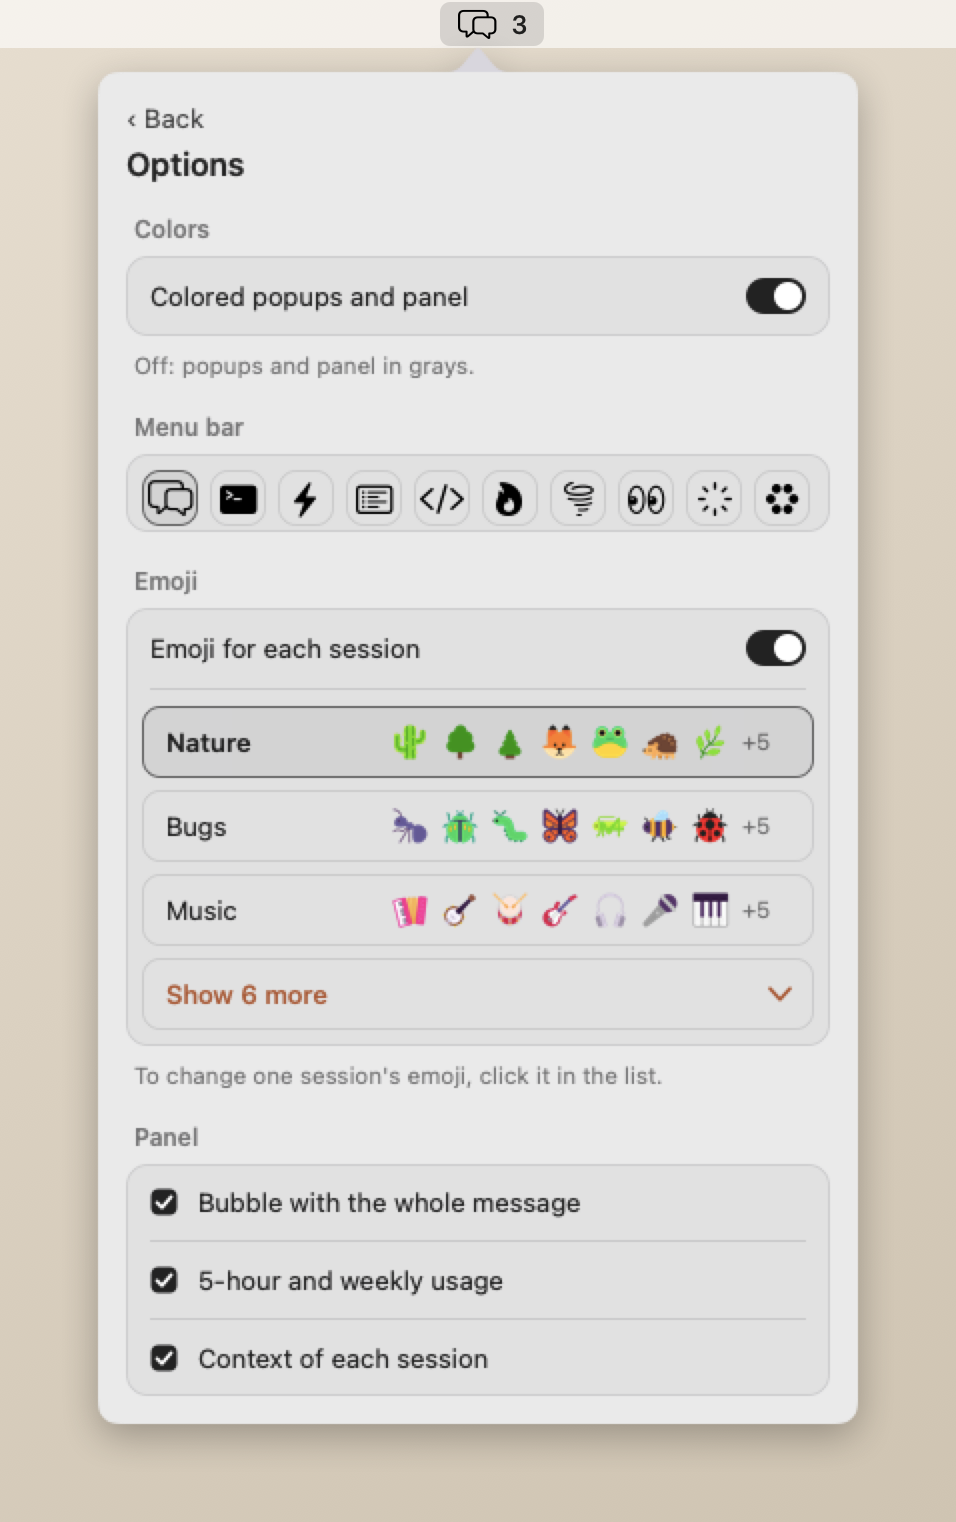 3
‹ Back
Options
Colors
Colored popups and panel
Off: popups and panel in grays.
Menu bar
Emoji
Emoji for each session
Nature +5
Bugs +5
Music +5
Show 6 more
To change one session's emoji, click it in the list.
Panel
Bubble with the whole message
5-hour and weekly usage
Context of each session